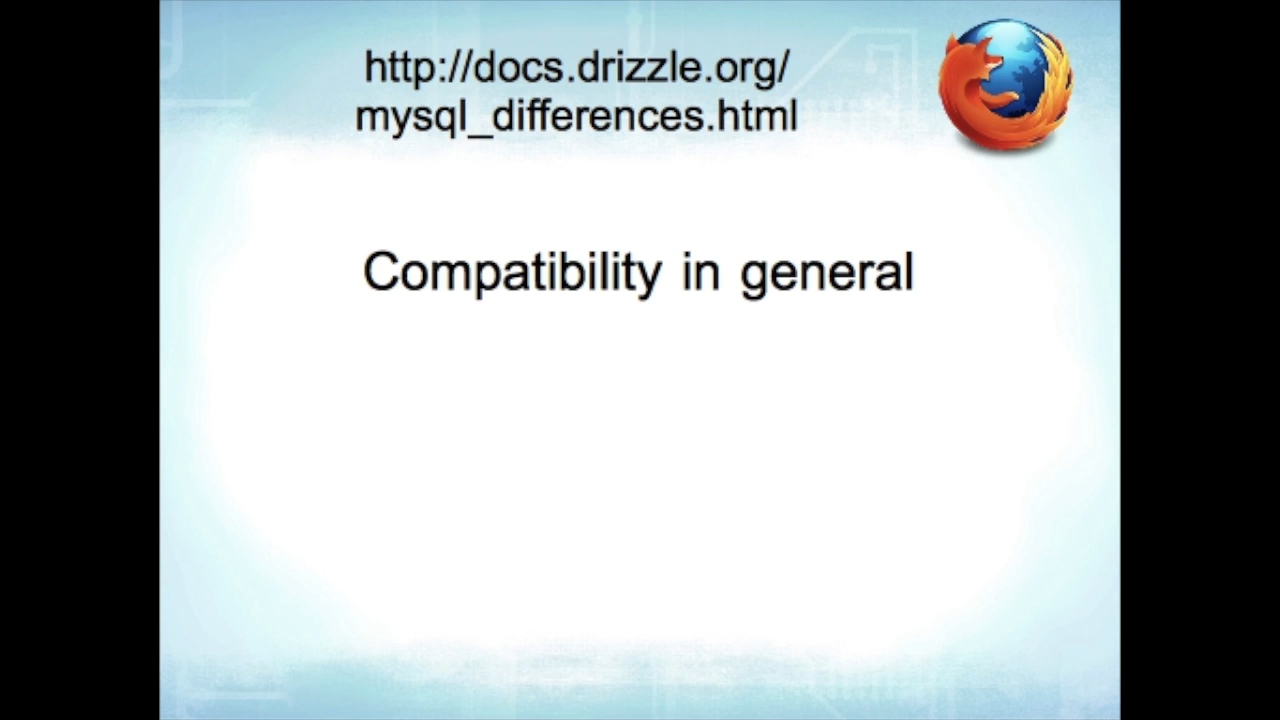 http://docs.drizzle.org/
mysql_differences.html
Compatibility in general